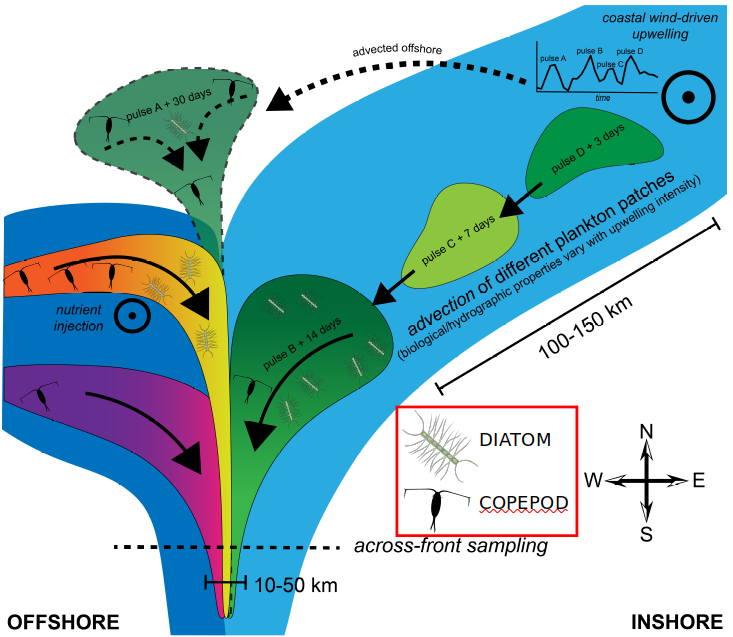 coastal wind-driven
upwelling
advected offshore
pulse A
pulse B
pulse C
pulse D
time
pulse A + 30 days
pulse D + 3 days
pulse C + 7 days
advection of different plankton patches
(biological/hydrographic properties vary with upwelling intensity)
100-150 km
nutrient
injection
pulse B + 14 days
DIATOM
COPEPOD
N
W
E
S
across-front sampling
10-50 km
OFFSHORE
INSHORE